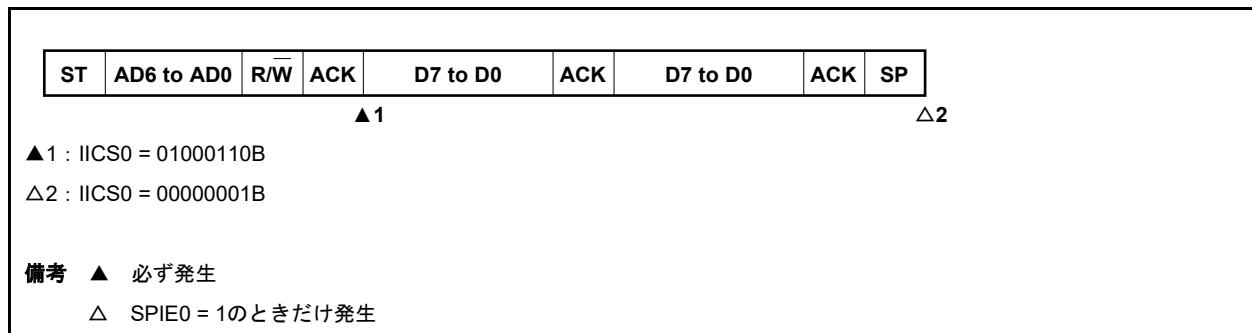 ST AD6 to AD0 R/W̅ ACK D7 to D0 ACK D7 to D0 ACK SP
▲1 △2
▲1：IICS0 = 01000110B
△2：IICS0 = 00000001B
備考 ▲ 必ず発生
△ SPIE0 = 1のときだけ発生